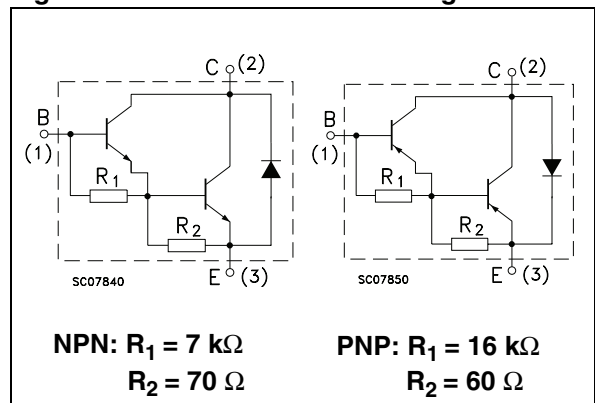 C (2)
B
(1)
R1
R2
E (3)
SC07840
C (2)
B
(1)
R1
R2
E (3)
SC07850
NPN: R1 = 7 kΩ
R2 = 70 Ω
PNP: R1 = 16 kΩ
R2 = 60 Ω